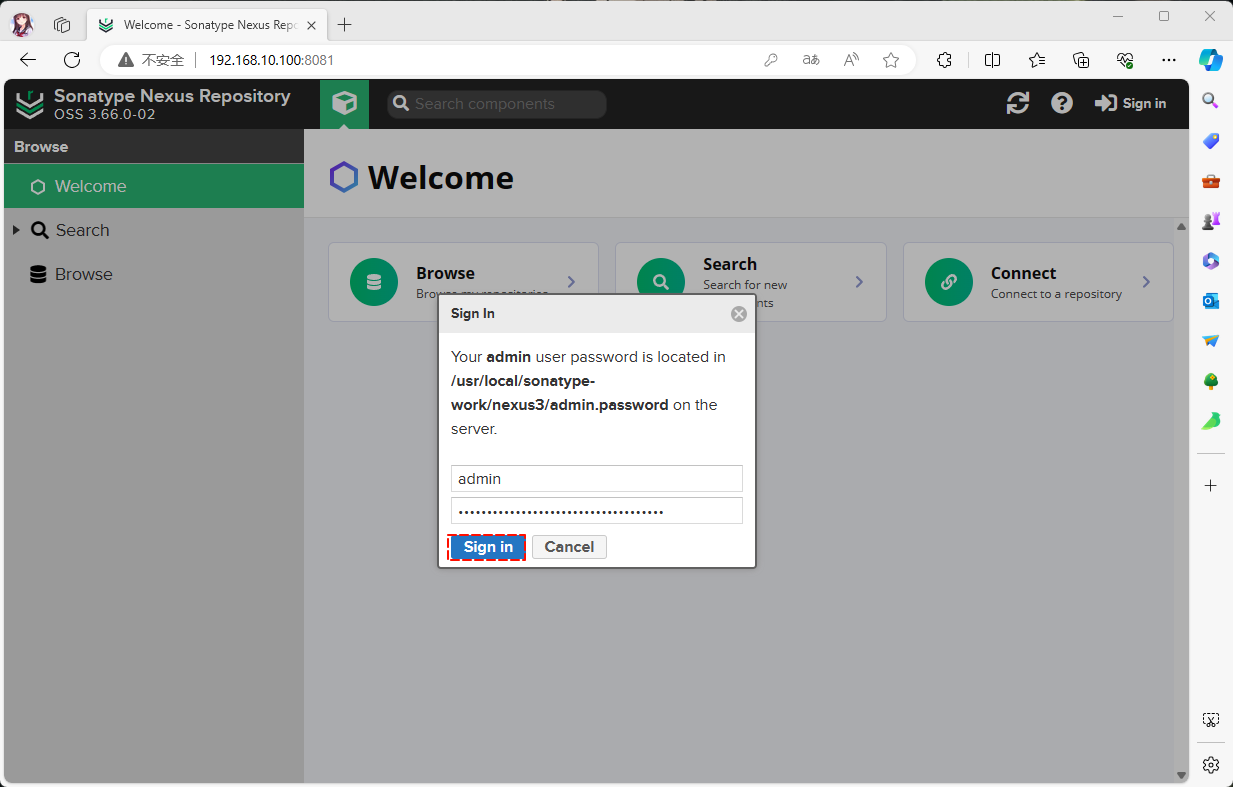 Welcome - Sonatype Nexus Repo
不安全
192.168.10.100:8081
Sonatype Nexus Repository
OSS 3.66.0-02
Search components
Sign in
Browse
Welcome
Search
Browse
Welcome
Browse
Browse my repositories
Search
Search for new
nts
Connect
Connect to a repository
Sign In
Your admin user password is located in
/usr/local/sonatype-
work/nexus3/admin.password on the
server.
admin
Sign in
Cancel